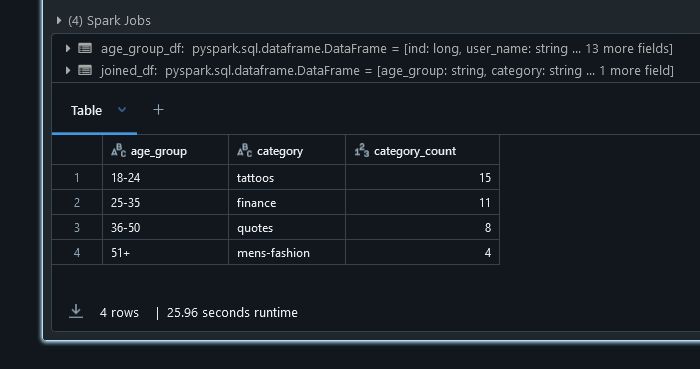 (4) Spark Jobs
age_group_df: pyspark.sql.dataframe.DataFrame = [ind: long, user_name: string ... 13 more fields]
joined_df: pyspark.sql.dataframe.DataFrame = [age_group: string, category: string ... 1 more field]
Table +
ABC age_group ABC category 123 category_count
1 18-24 tattoos 15
2 25-35 finance 11
3 36-50 quotes 8
4 51+ mens-fashion 4
4 rows | 25.96 seconds runtime